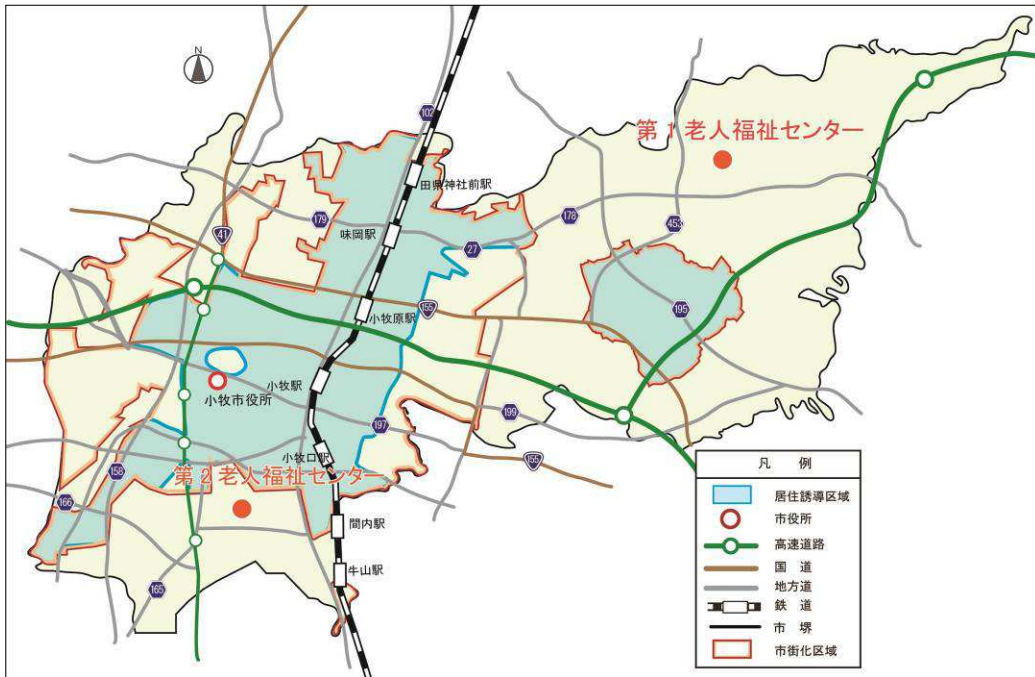 N
102
第1老人福祉センター
田県神社前駅
179
178
41
味岡駅
453
27
155
小牧原駅
195
小牧駅
小牧市役所
199
197
小牧口駅
155
158
第2老人福祉センター
166
間内駅
牛山駅
165
凡 例
居住誘導区域
市役所
高速道路
国 道
地方道
鉄 道
市 堺
市街化区域